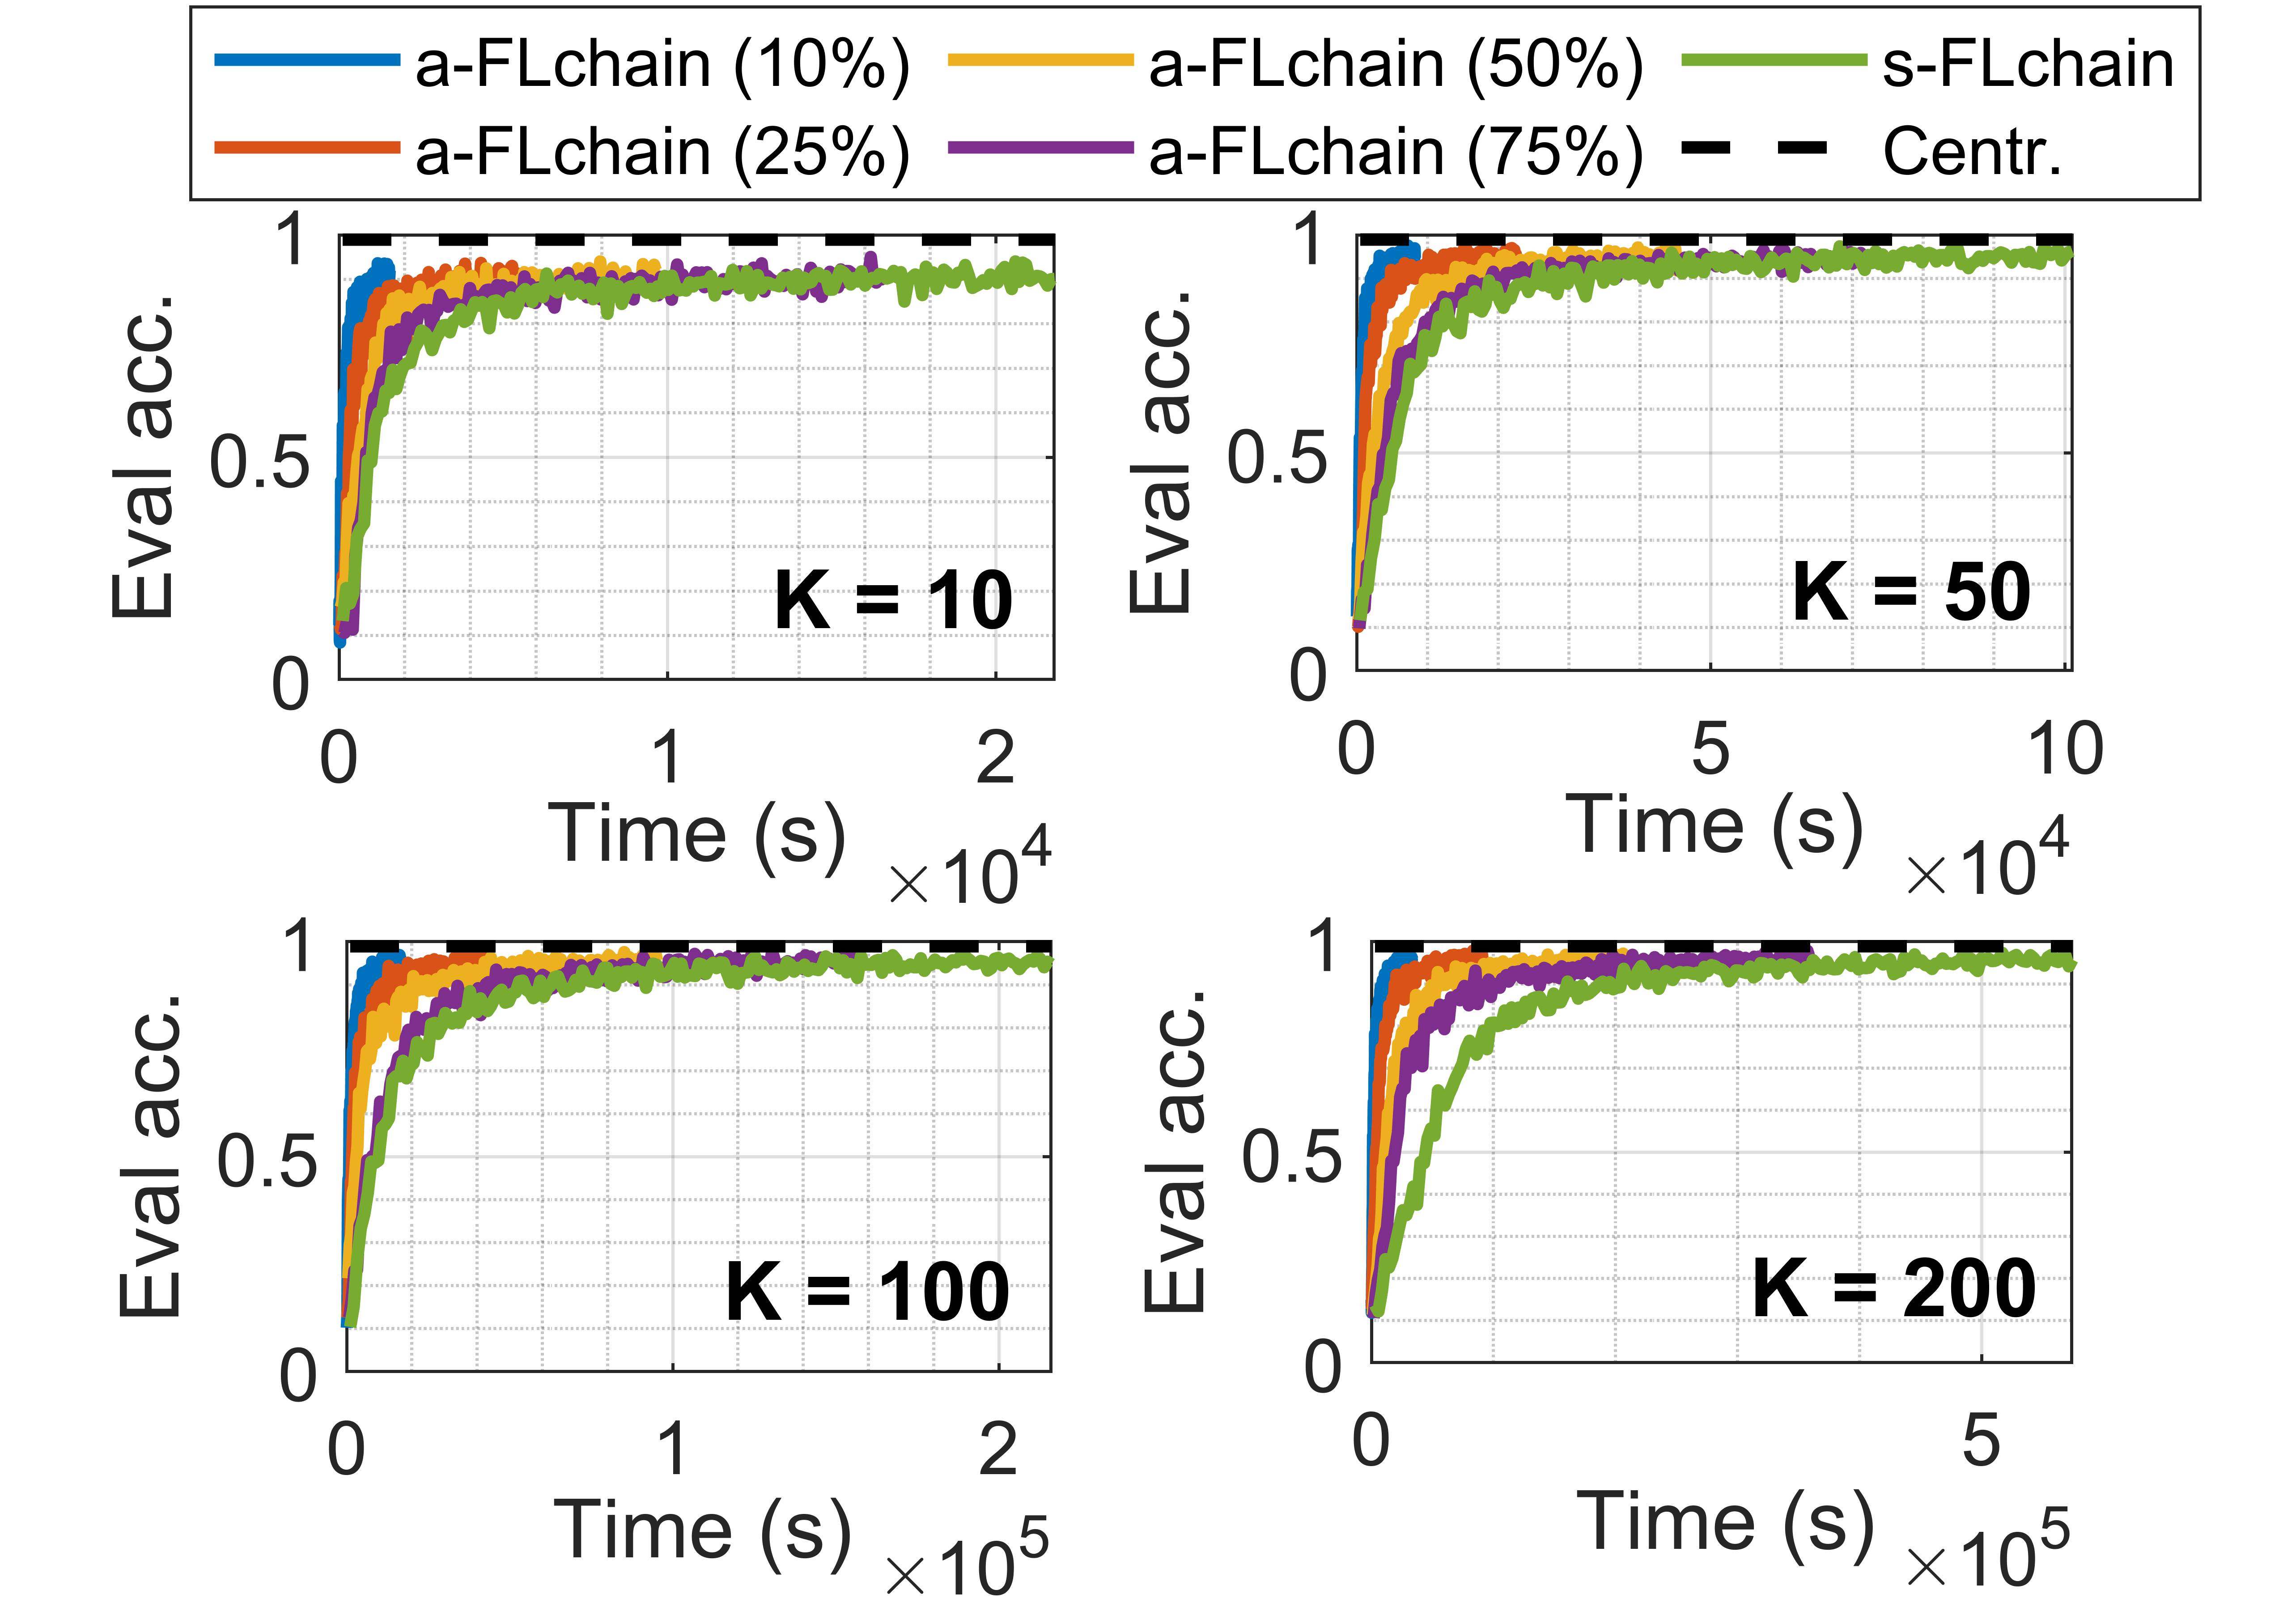 a-FLchain (10%) a-FLchain (50%) s-FLchain
a-FLchain (25%) a-FLchain (75%) Centr.
Eval acc.
1
0.5
0
K = 10
0 1 2
Time (s)
×10^4
Eval acc.
1
0.5
0
K = 50
0 5 10
Time (s)
×10^4
Eval acc.
1
0.5
0
K = 100
0 1 2
Time (s)
×10^5
Eval acc.
1
0.5
0
K = 200
0 5
Time (s)
×10^5